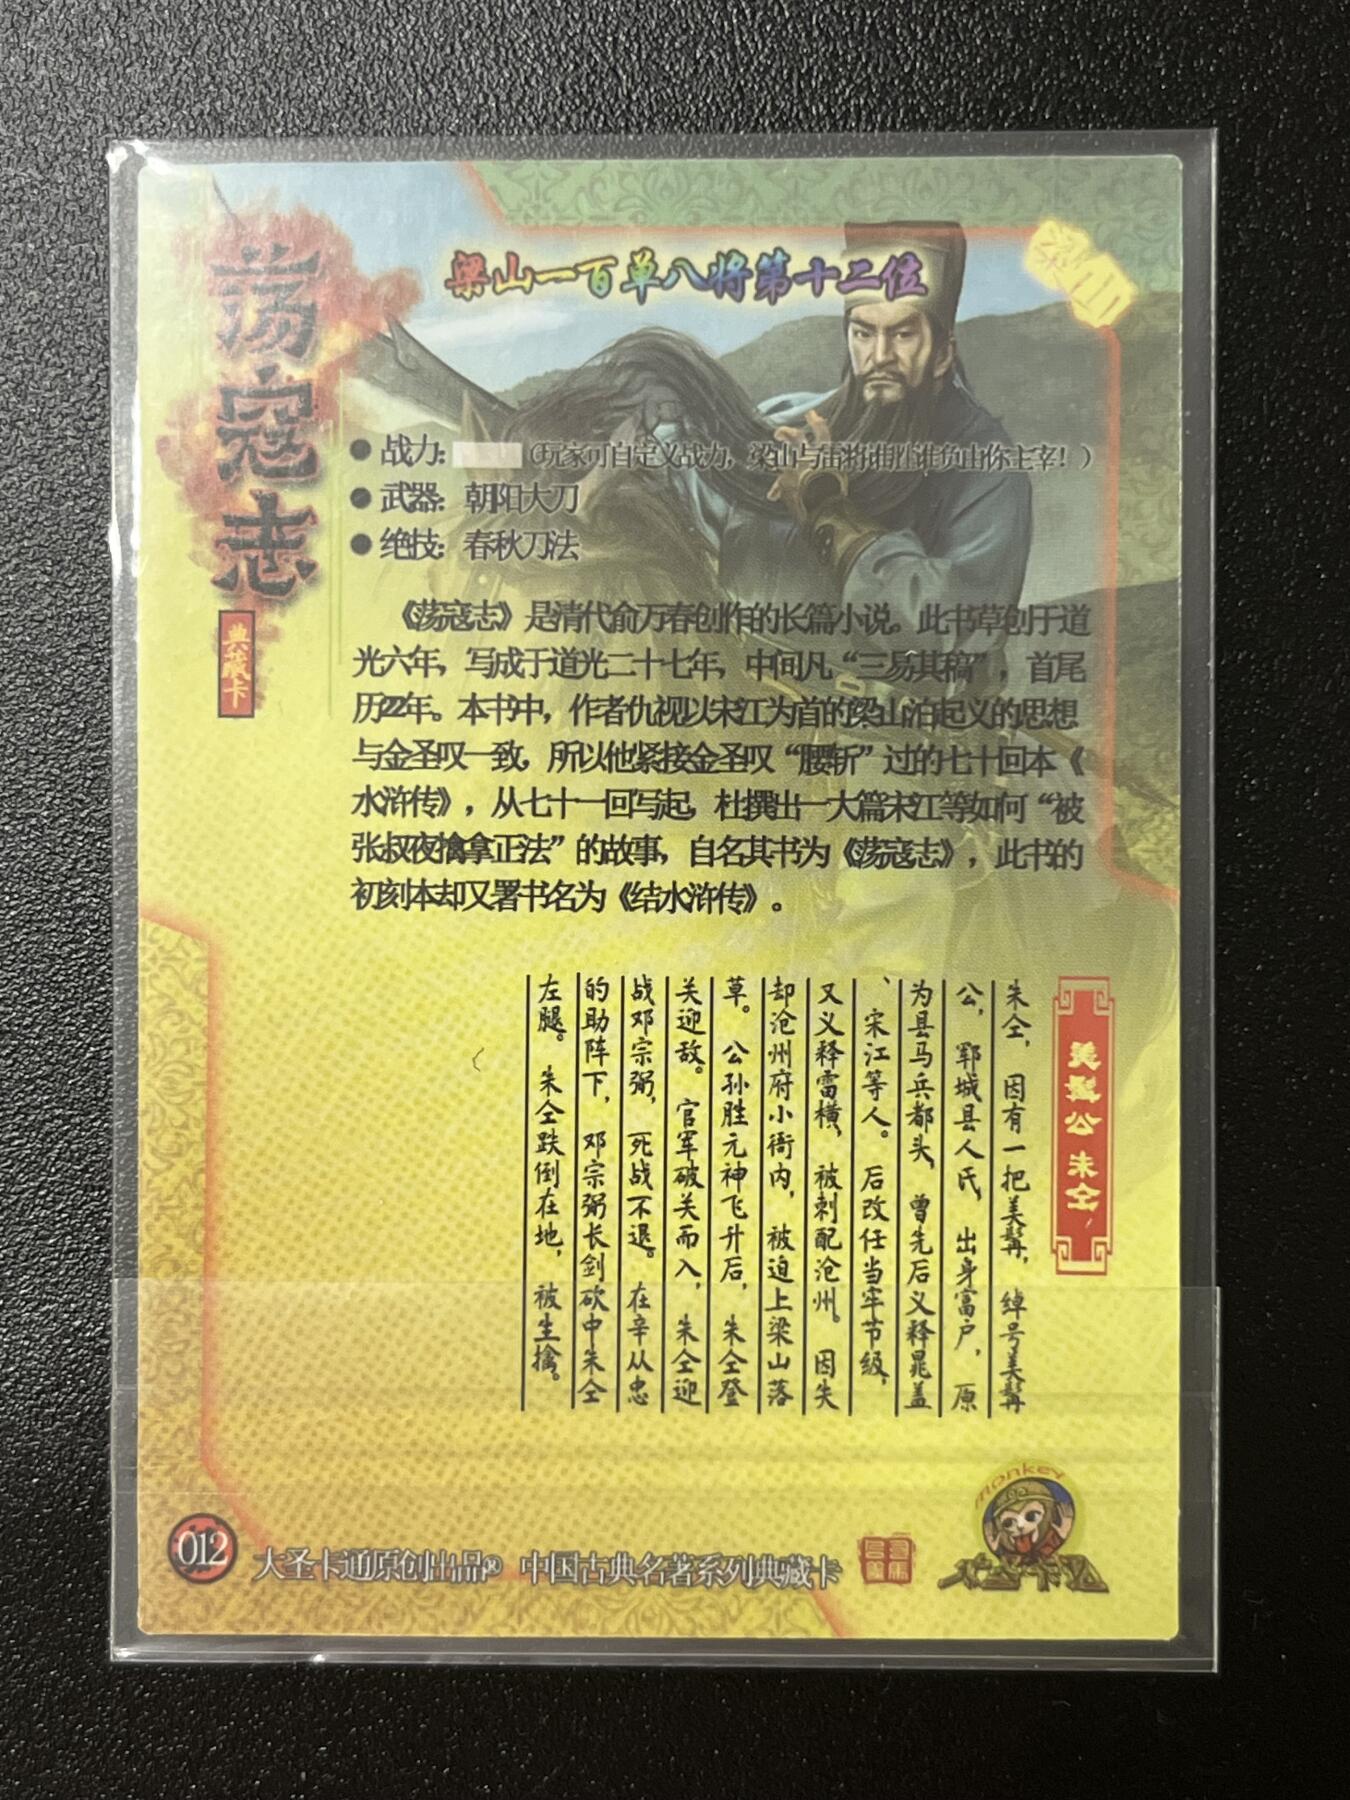 荡寇志
典藏卡
梁山一百单八将第十二位
梁山
● 战力: (玩家可自定义战力, 梁山与雷将谁胜谁负由你主宰! )
● 武器: 朝阳大刀
● 绝技: 春秋刀法
《荡寇志》是清代俞万春创作的长篇小说。此书草创于道
光六年, 写成于道光二十七年, 中间凡“三易其稿”, 首尾
历22年。本书中, 作者仇视以宋江为首的梁山泊起义的思想
与金圣叹一致, 所以他紧接金圣叹“腰斩”过的七十回本《
水浒传》, 从七十一回写起, 杜撰出一大篇宋江等如何“被
张叔夜擒拿正法”的故事, 自名其书为《荡寇志》, 此书的
初刻本却又署书名为《结水浒传》。
美髯公 朱仝
朱仝, 因有一把美髯, 绰号美髯
公, 郓城县人氏, 出身富户, 原
为县马兵都头, 曾先后义释晁盖
、宋江等人。后改任当牢节级,
又义释雷横, 被刺配沧州。因失
却沧州府小衙内, 被迫上梁山落
草。公孙胜元神飞升后, 朱仝登
关迎敌。官军破关而入, 朱仝迎
战邓宗弼, 死战不退。在辛从忠
的助阵下, 邓宗弼长剑砍中朱仝
左腿。朱仝跌倒在地, 被生擒。
012
大圣卡通原创出品® 中国古典名著系列典藏卡
monkey
大圣卡通